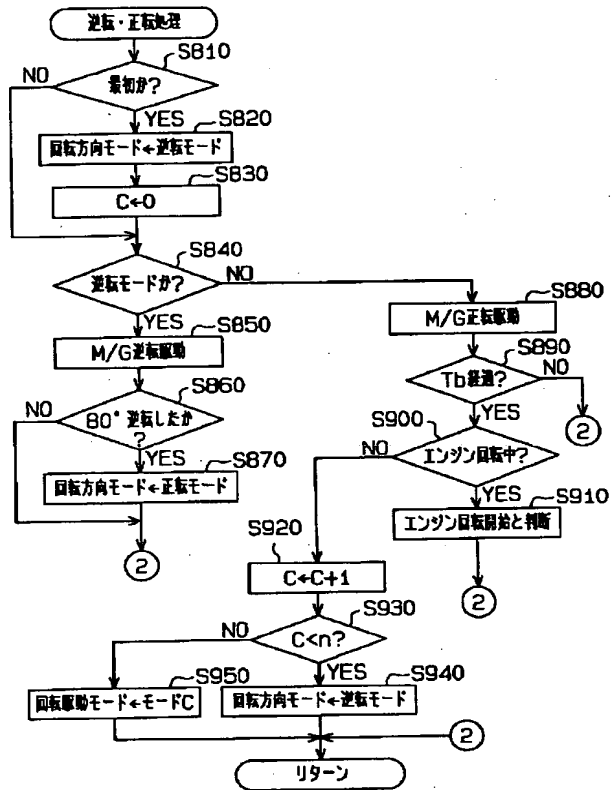 逆転・正転処理
S810
最初か?
NO
YES
S820
回転方向モード←逆転モード
S830
C←0
S840
逆転モードか?
NO
YES
S850
M/G逆転駆動
S860
80°逆転したか
?
NO
YES
S870
回転方向モード←正転モード
2
S880
M/G正転駆動
S890
Tb経過?
NO
2
YES
S900
エンジン回転中?
NO
YES
S910
エンジン回転開始と判断
2
S920
C←C+1
S930
C<n?
NO
YES
S950
回転駆動モード←モードC
S940
回転方向モード←逆転モード
2
リターン